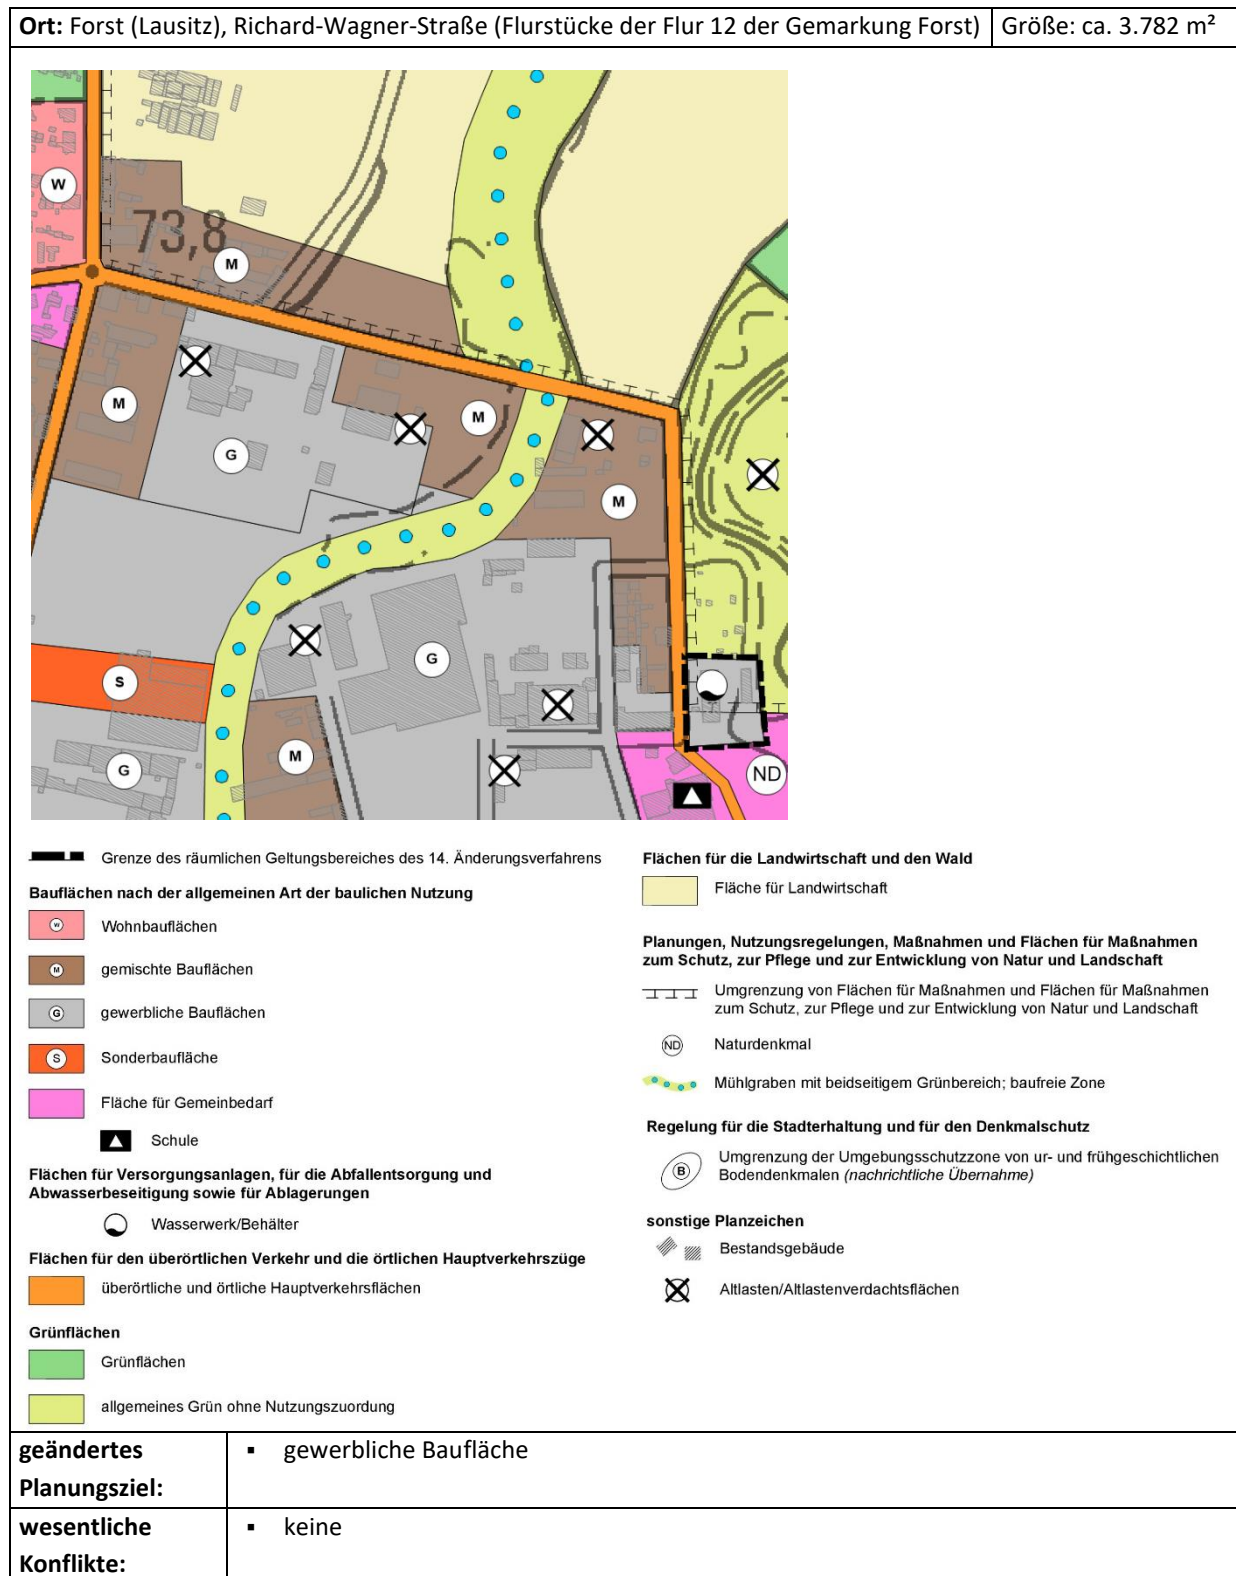 Ort: Forst (Lausitz), Richard-Wagner-Straße (Flurstücke der Flur 12 der Gemarkung Forst) Größe: ca. 3.782 m²
W
73,8
M
M
M
G
M
S
G
M
G
ND
Grenze des räumlichen Geltungsbereiches des 14. Änderungsverfahrens
Bauflächen nach der allgemeinen Art der baulichen Nutzung
W Wohnbauflächen
M gemischte Bauflächen
G gewerbliche Bauflächen
S Sonderbaufläche
Fläche für Gemeinbedarf
Schule
Flächen für Versorgungsanlagen, für die Abfallentsorgung und
Abwasserbeseitigung sowie für Ablagerungen
Wasserwerk/Behälter
Flächen für den überörtlichen Verkehr und die örtlichen Hauptverkehrszüge
überörtliche und örtliche Hauptverkehrsflächen
Grünflächen
Grünflächen
allgemeines Grün ohne Nutzungszuordung
Flächen für die Landwirtschaft und den Wald
Fläche für Landwirtschaft
Planungen, Nutzungsregelungen, Maßnahmen und Flächen für Maßnahmen
zum Schutz, zur Pflege und zur Entwicklung von Natur und Landschaft
Umgrenzung von Flächen für Maßnahmen und Flächen für Maßnahmen
zum Schutz, zur Pflege und zur Entwicklung von Natur und Landschaft
ND Naturdenkmal
Mühlgraben mit beidseitigem Grünbereich; baufreie Zone
Regelung für die Stadterhaltung und für den Denkmalschutz
Umgrenzung der Umgebungsschutzzone von ur- und frühgeschichtlichen
B Bodendenkmalen (nachrichtliche Übernahme)
sonstige Planzeichen
Bestandsgebäude
Altlasten/Altlastenverdachtsflächen
geändertes ▪ gewerbliche Baufläche
Planungsziel:
wesentliche ▪ keine
Konflikte: